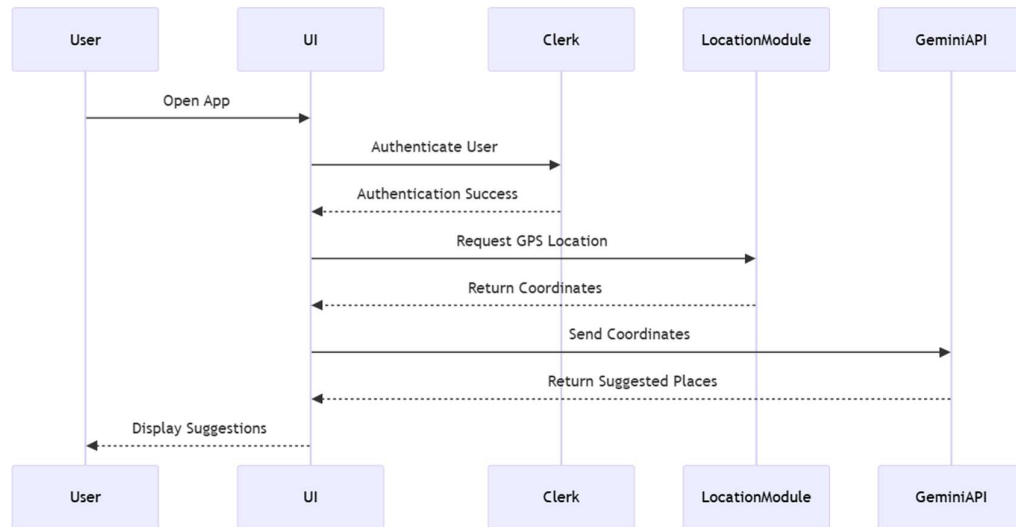 User UI Clerk LocationModule GeminiAPI
Open App
Authenticate User
Authentication Success
Request GPS Location
Return Coordinates
Send Coordinates
Return Suggested Places
Display Suggestions
User UI Clerk LocationModule GeminiAPI